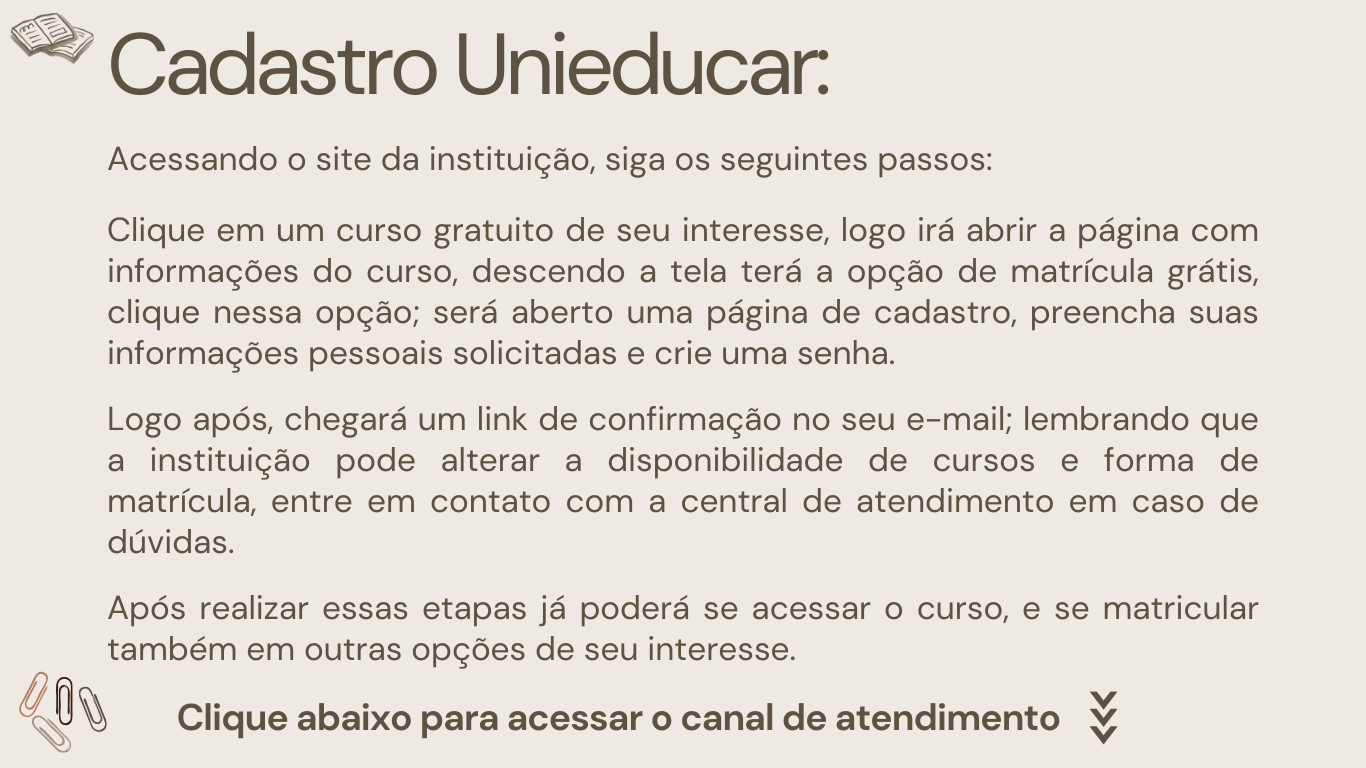 Cadastro Unieducar:
Acessando o site da instituição, siga os seguintes passos:
Clique em um curso gratuito de seu interesse, logo irá abrir a página com
informações do curso, descendo a tela terá a opção de matrícula grátis,
clique nessa opção; será aberto uma página de cadastro, preencha suas
informações pessoais solicitadas e crie uma senha.
Logo após, chegará um link de confirmação no seu e-mail; lembrando que
a instituição pode alterar a disponibilidade de cursos e forma de
matrícula, entre em contato com a central de atendimento em caso de
dúvidas.
Após realizar essas etapas já poderá se acessar o curso, e se matricular
também em outras opções de seu interesse.
Clique abaixo para acessar o canal de atendimento